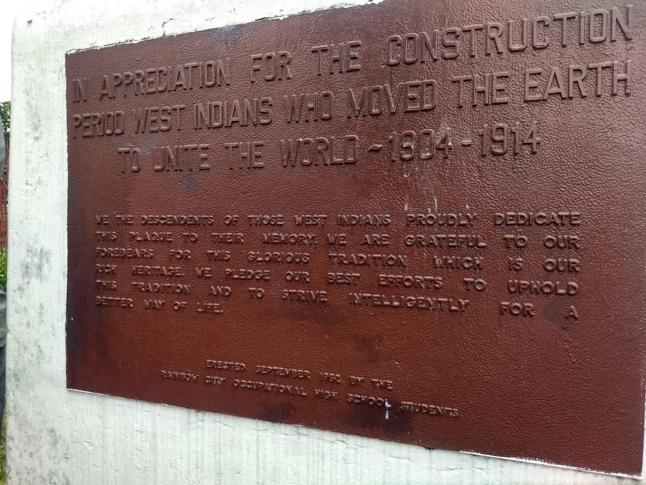 IN APPRECIATION FOR THE CONSTRUCTION
PERIOD WEST INDIANS WHO MOVED THE EARTH
TO UNITE THE WORLD ~ 1904 - 1914
WE THE DESCENDENTS OF THOSE WEST INDIANS PROUDLY DEDICATE
THIS PLAQUE TO THEIR MEMORY. WE ARE GRATEFUL TO OUR
FOREBEARS FOR THIS GLORIOUS TRADITION WHICH IS OUR
RICH HERITAGE. WE PLEDGE OUR BEST EFFORTS TO UPHOLD
THIS TRADITION AND TO STRIVE INTELLIGENTLY FOR A
BETTER WAY OF LIFE.
ERECTED SEPTEMBER BY THE
RAINBOW CITY OCCUPATIONAL HIGH SCHOOL STUDENTS